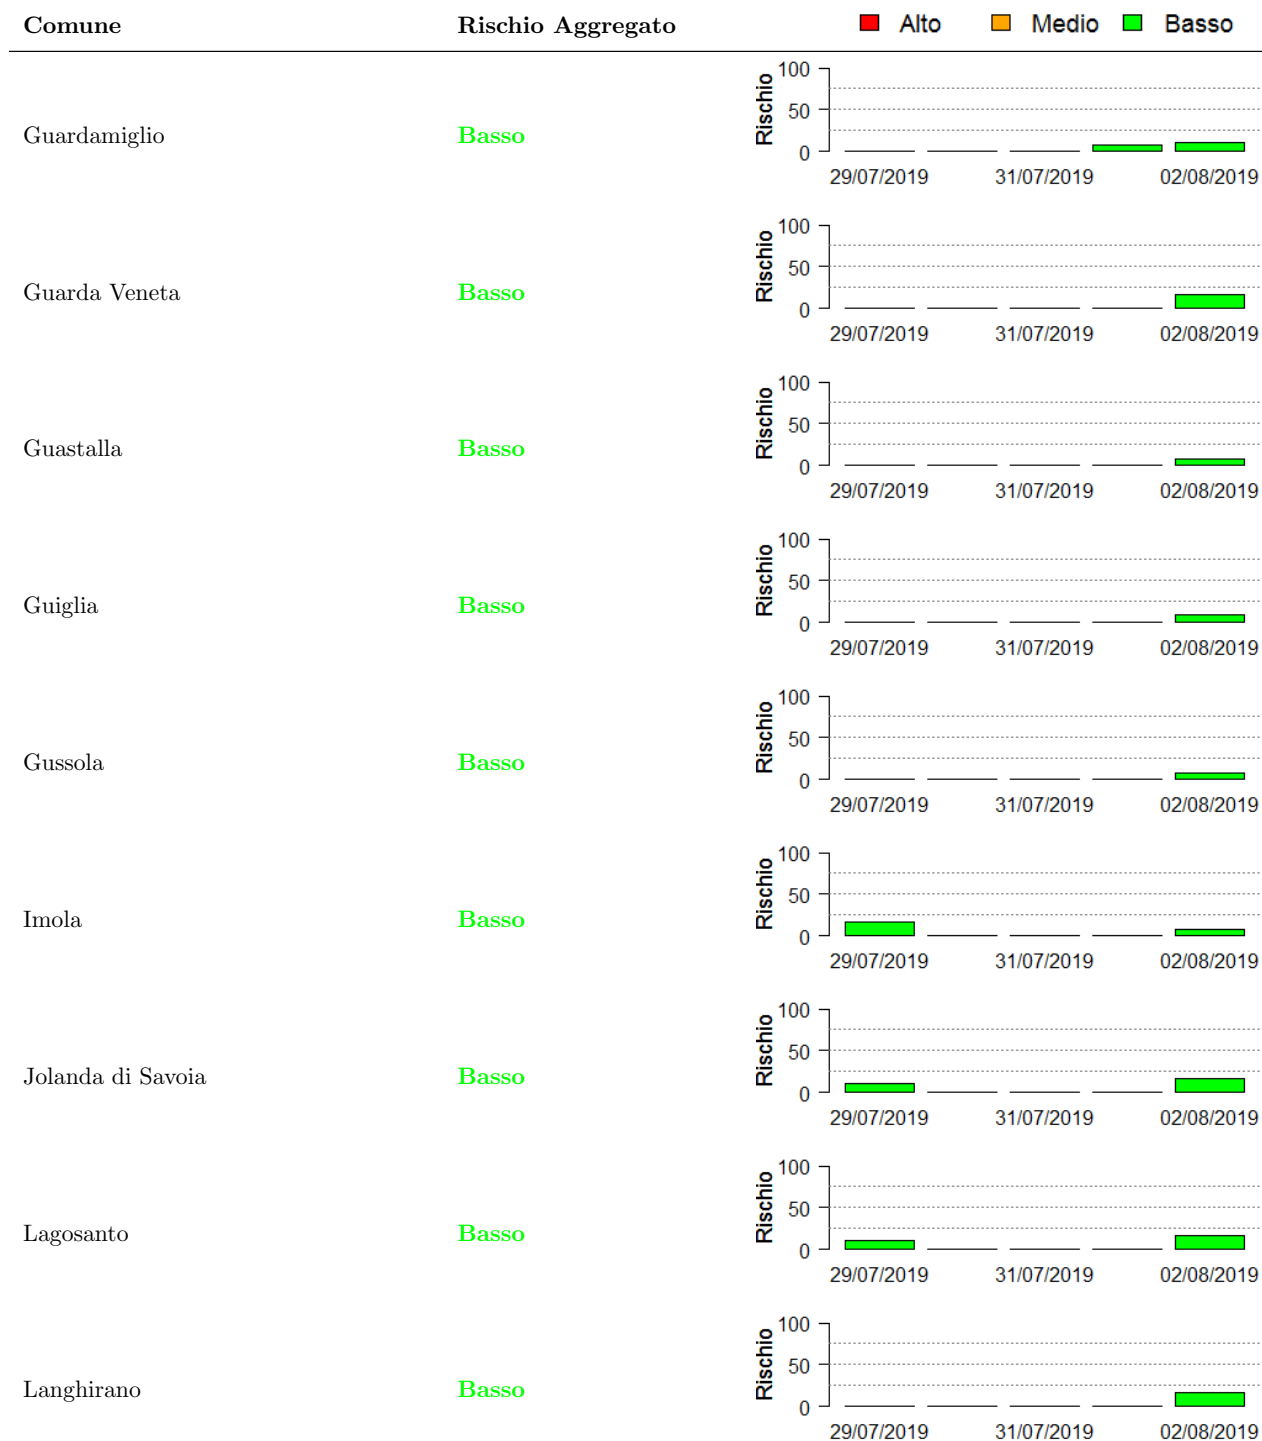 Comune Rischio Aggregato Alto Medio Basso
Guardamiglio Basso
Rischio
100
50
0
29/07/2019 31/07/2019 02/08/2019
Guarda Veneta Basso
Rischio
100
50
0
29/07/2019 31/07/2019 02/08/2019
Guastalla Basso
Rischio
100
50
0
29/07/2019 31/07/2019 02/08/2019
Guiglia Basso
Rischio
100
50
0
29/07/2019 31/07/2019 02/08/2019
Gussola Basso
Rischio
100
50
0
29/07/2019 31/07/2019 02/08/2019
Imola Basso
Rischio
100
50
0
29/07/2019 31/07/2019 02/08/2019
Jolanda di Savoia Basso
Rischio
100
50
0
29/07/2019 31/07/2019 02/08/2019
Lagosanto Basso
Rischio
100
50
0
29/07/2019 31/07/2019 02/08/2019
Langhirano Basso
Rischio
100
50
0
29/07/2019 31/07/2019 02/08/2019